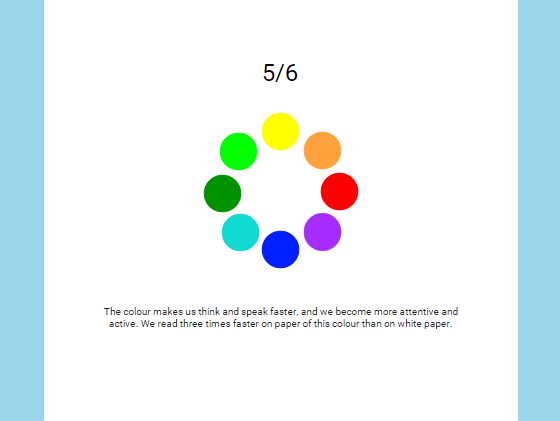 5/6
The colour makes us think and speak faster, and we become more attentive and
active. We read three times faster on paper of this colour than on white paper.